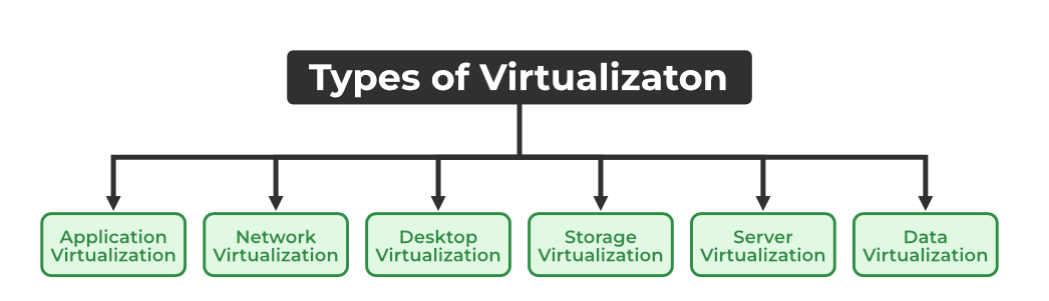 Types of Virtualizaton
Application
Virtualization
Network
Virtualization
Desktop
Virtualization
Storage
Virtualization
Server
Virtualization
Data
Virtualization